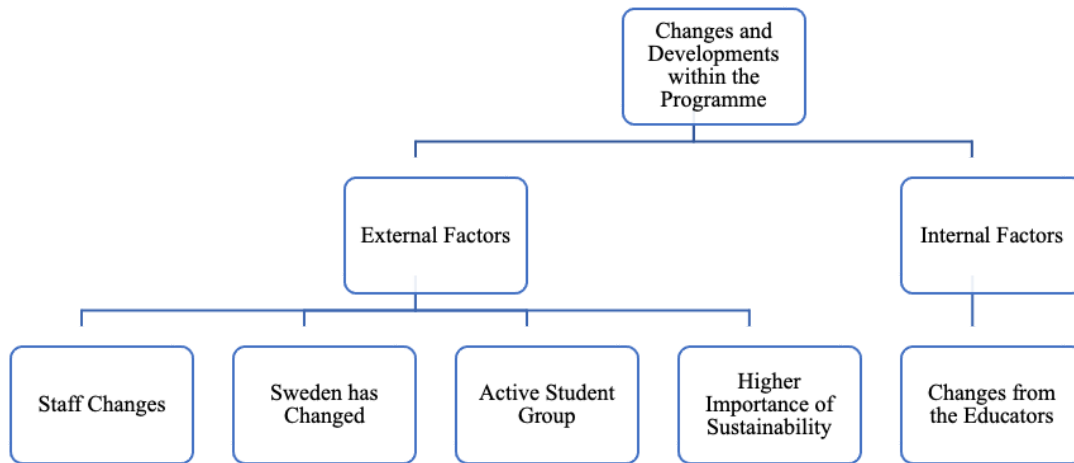 Changes and
Developments
within the
Programme
External Factors
Internal Factors
Staff Changes
Sweden has
Changed
Active Student
Group
Higher
Importance of
Sustainability
Changes from
the Educators